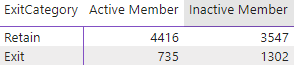 ExitCategory Active Member Inactive Member
Retain 4416 3547
Exit 735 1302